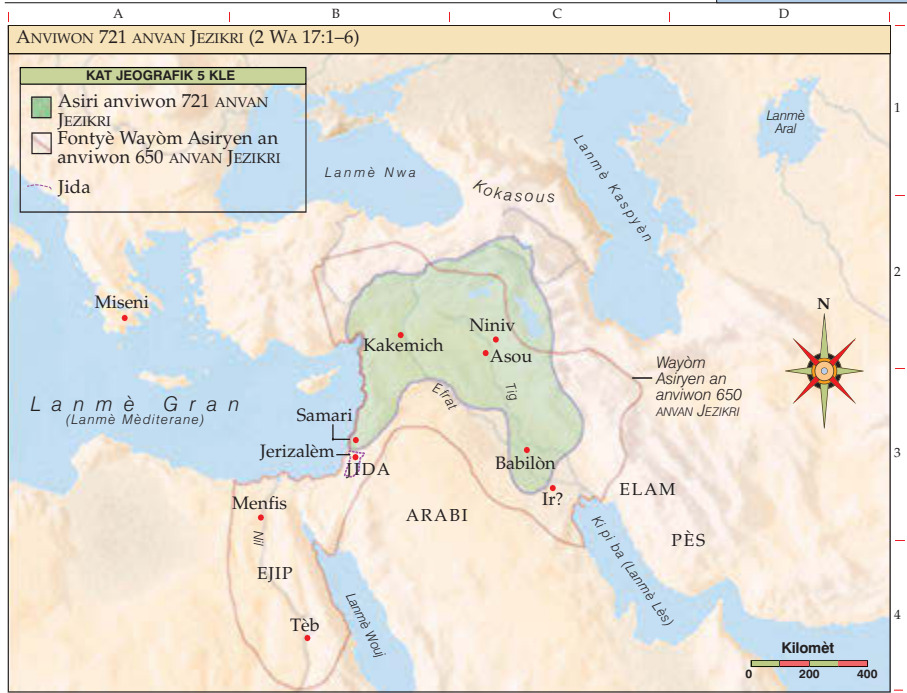 A B C D
ANVIWON 721 ANVAN JEZIKRI (2 WA 17:1–6)
KAT JEOGRAFIK 5 KLE
Asiri anviwon 721 ANVAN
JEZIKRI
Fontyè Wayòm Asiryen an
anviwon 650 ANVAN JEZIKRI
Jida
1
Lanmè
Aral
Lanmè Nwa
Kokasous
Lanmè Kaspyèn
2
Miseni
Kakemich
Niniv
Asou
N
Wayòm
Asiryen an
anviwon 650
ANVAN JEZIKRI
Lanmè Gran
(Lanmè Mèditerane)
Efrat
Tig
Samari
Jerizalèm
JIDA
3
Babilòn
Ir?
ELAM
Menfis
ARABI
PÈS
Nil
Ki pi ba (Lanmè Lès)
EJIP
Lanmè Wouj
Tèb
4
Kilomèt
0 200 400